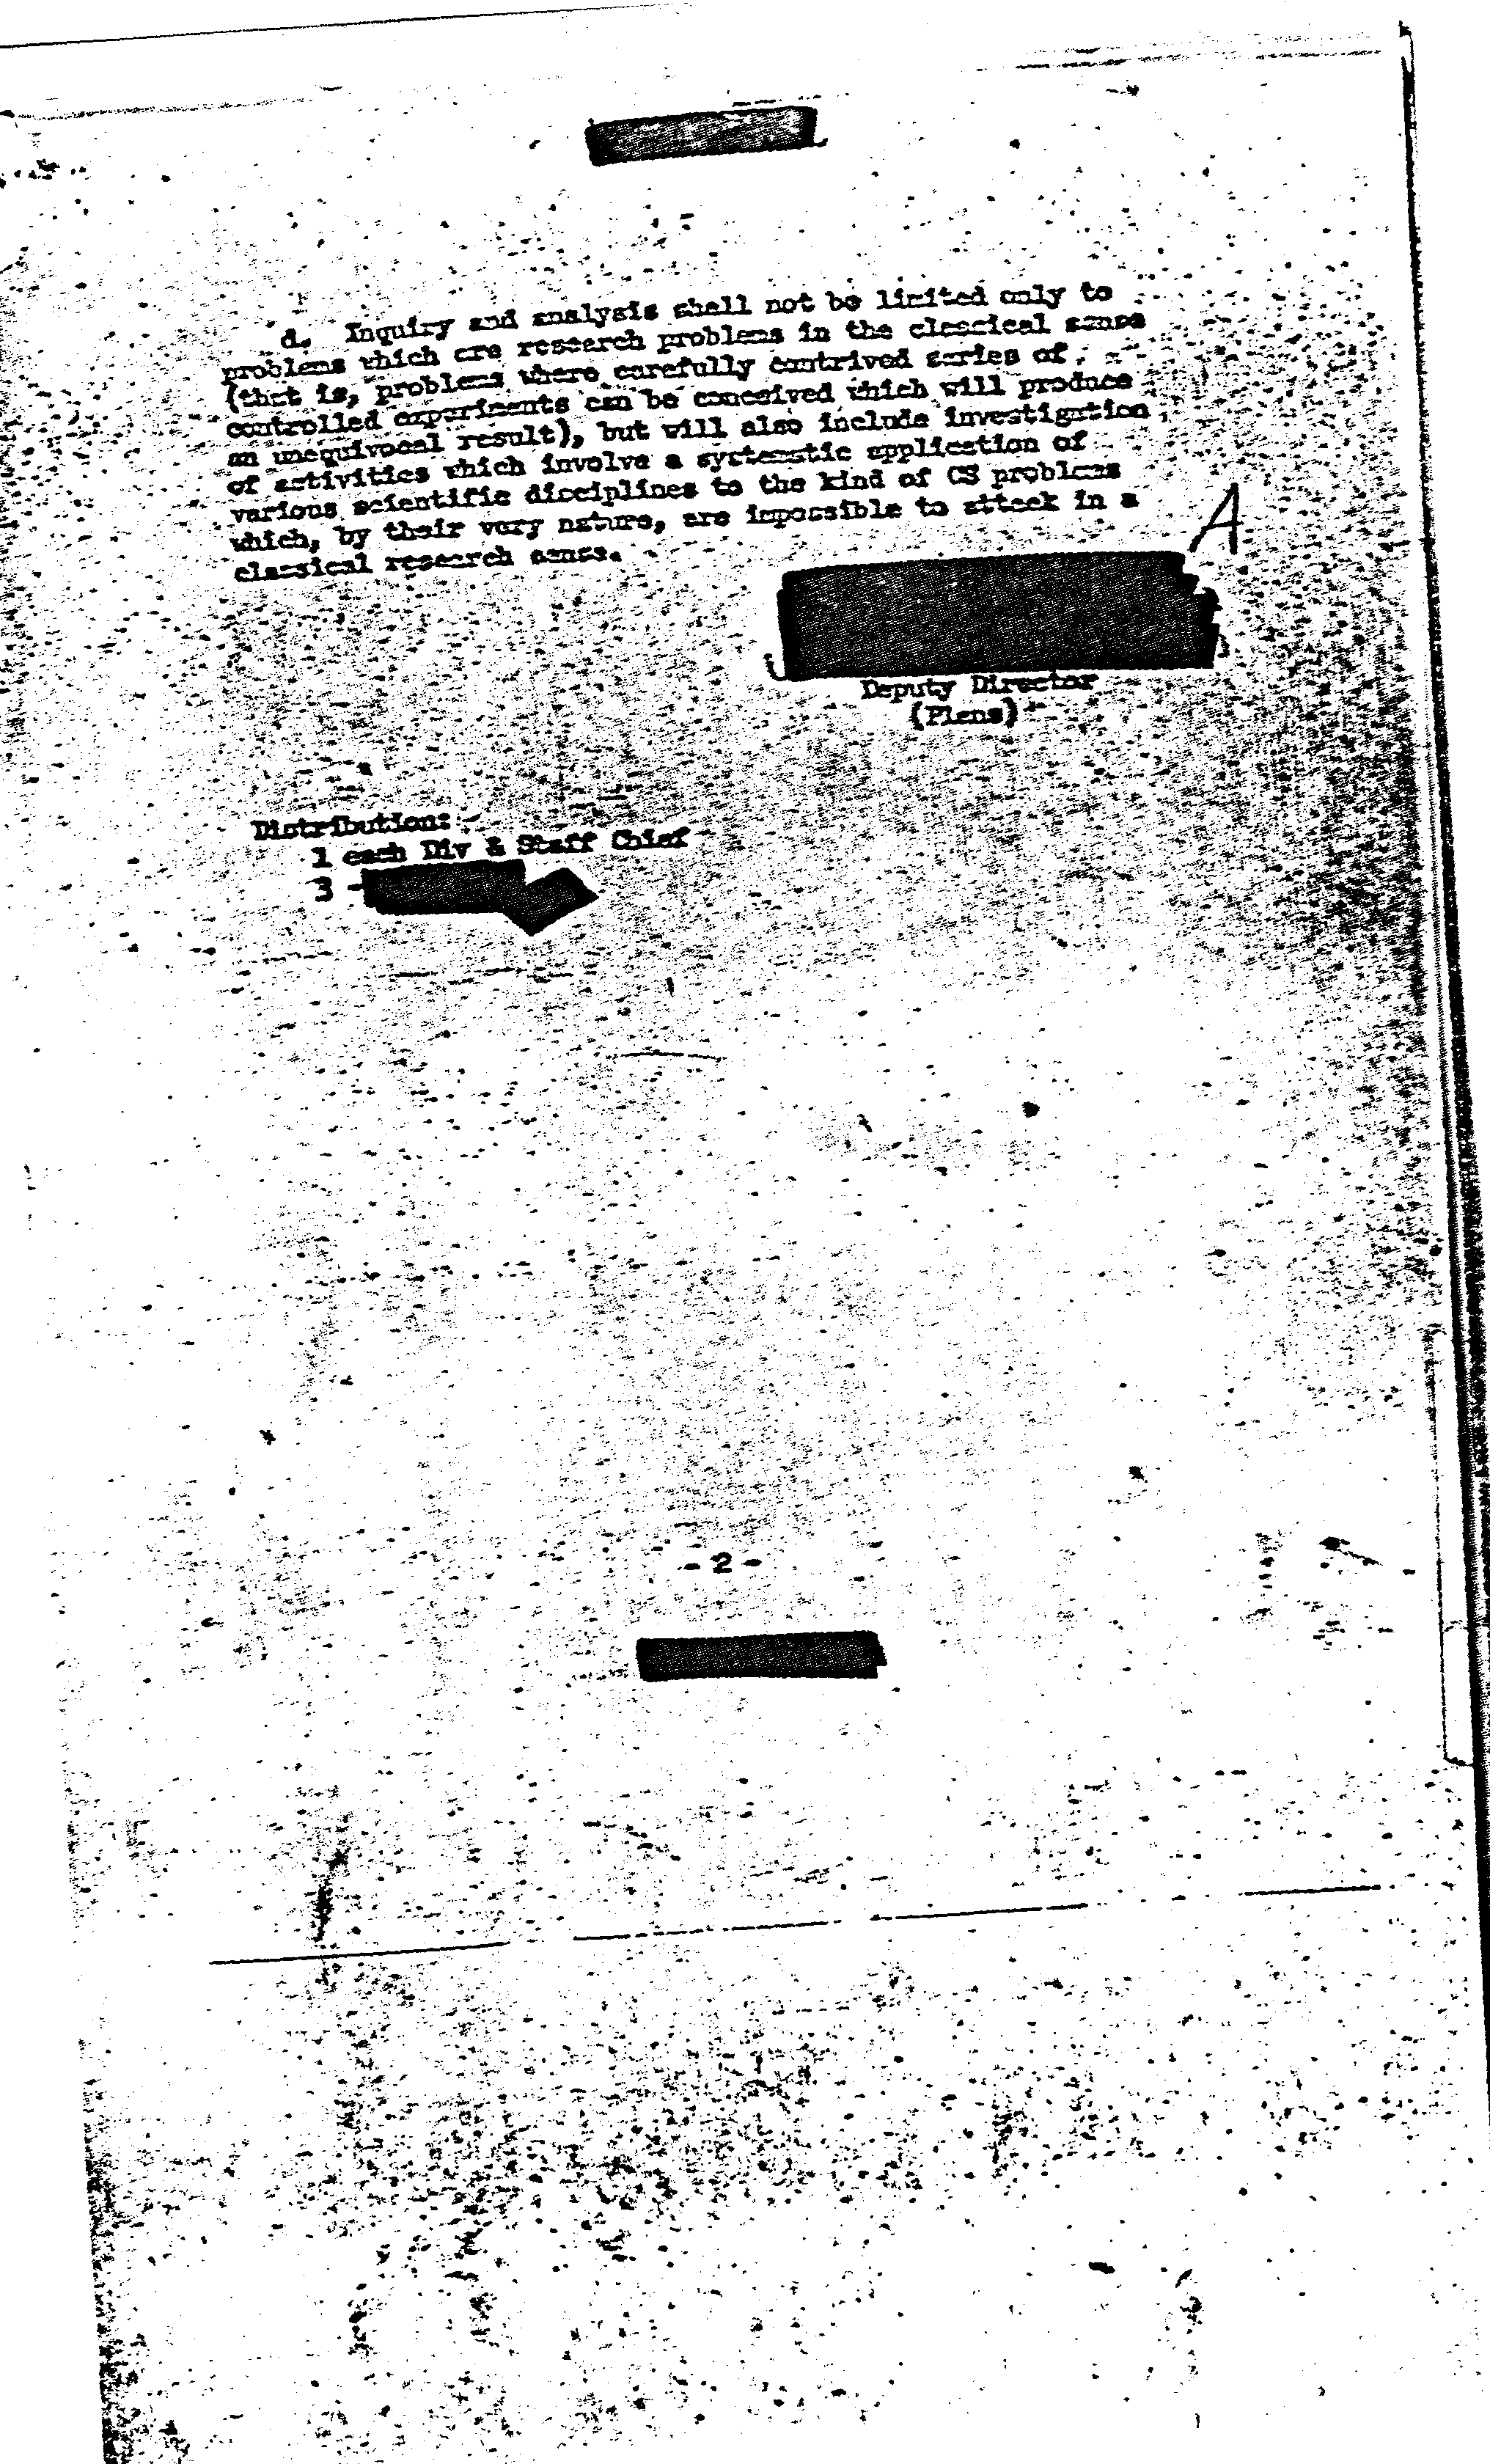 d. Inquiry and analysis shall not be limited only to
problems which are research problems in the classical sense
(that is, problems where carefully contrived series of
controlled experiments can be conceived which will produce
an unequivocal result), but will also include investigation
of activities which involve a systematic application of
various scientific disciplines to the kind of CS problems
which, by their very nature, are impossible to attack in a
classical research sense.
A
Deputy Director
(Plans)
Distribution:
1 each Div & Staff Chief
3 -
- 2 -